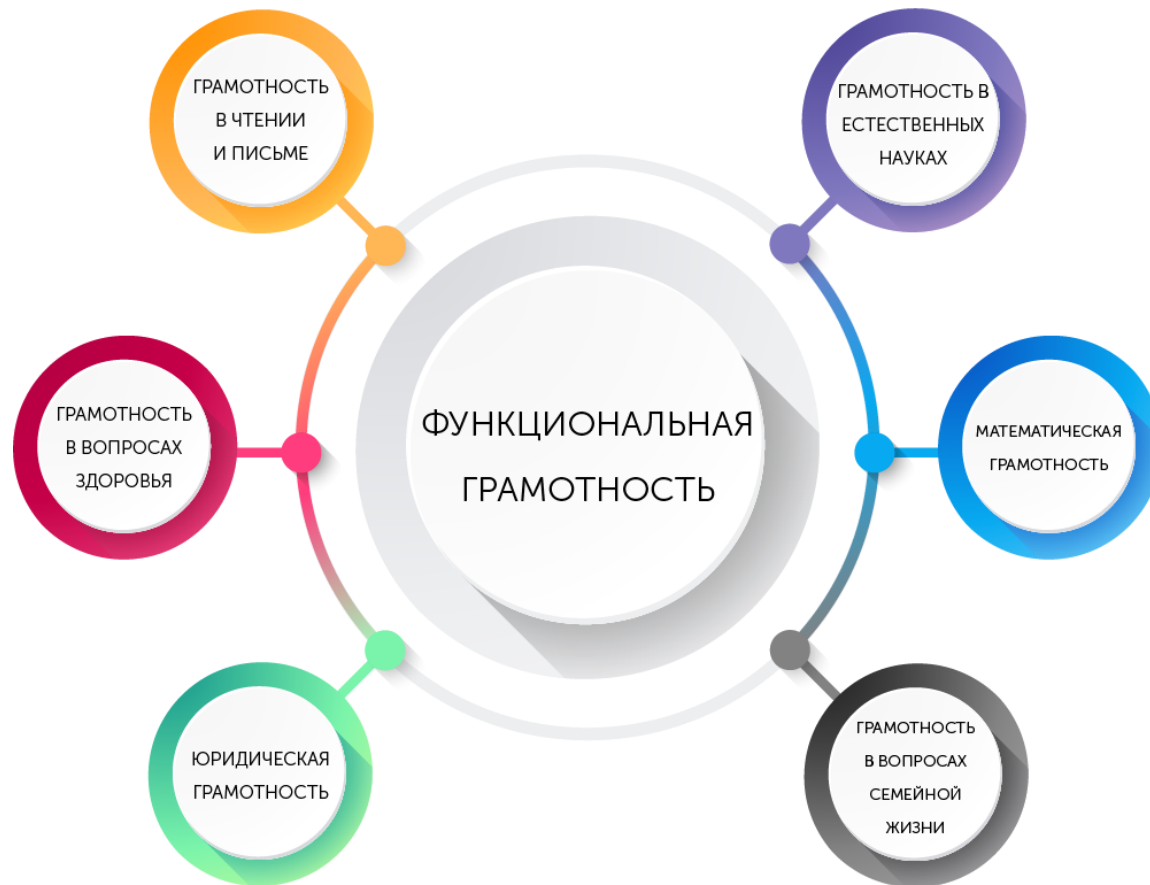 ГРАМОТНОСТЬ
В ЧТЕНИИ
И ПИСЬМЕ
ГРАМОТНОСТЬ В
ЕСТЕСТВЕННЫХ
НАУКАХ
ФУНКЦИОНАЛЬНАЯ
ГРАМОТНОСТЬ
ГРАМОТНОСТЬ
В ВОПРОСАХ
ЗДОРОВЬЯ
МАТЕМАТИЧЕСКАЯ
ГРАМОТНОСТЬ
ЮРИДИЧЕСКАЯ
ГРАМОТНОСТЬ
ГРАМОТНОСТЬ
В ВОПРОСАХ
СЕМЕЙНОЙ
ЖИЗНИ